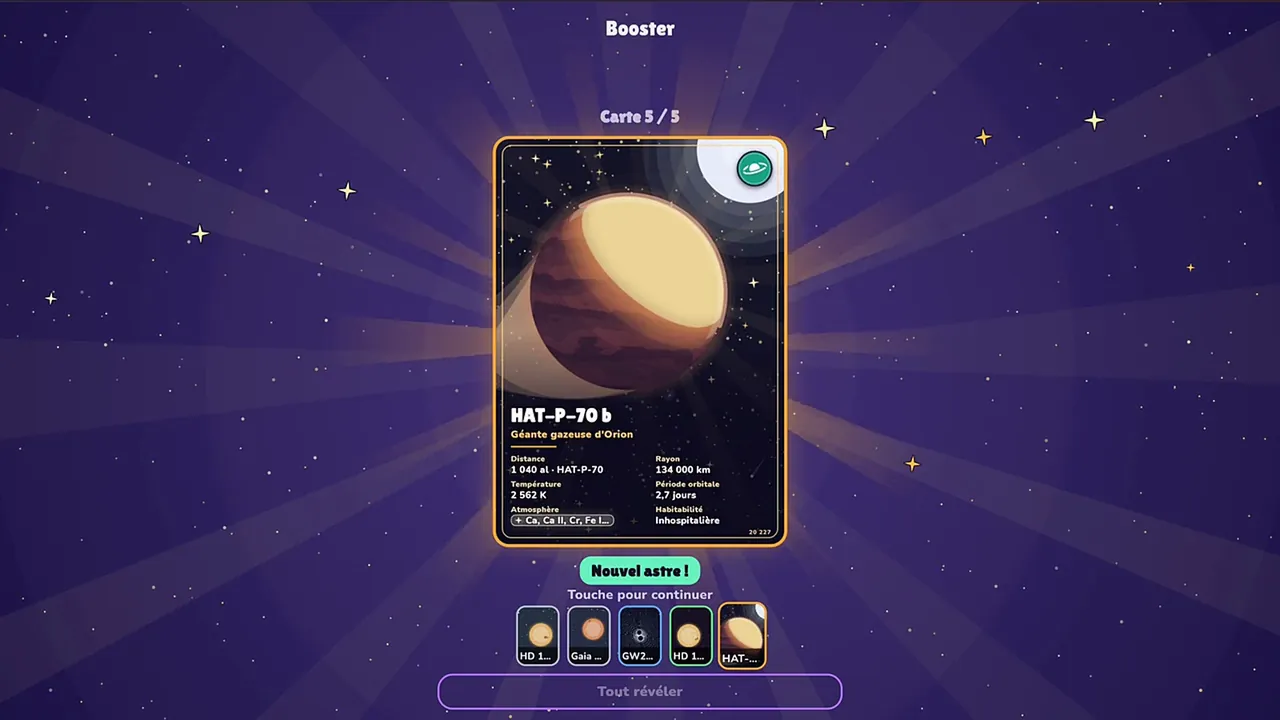 Booster
Carte 5 / 5
HAT-P-70 b
Géante gazeuse d'Orion
Distance
1 040 al · HAT-P-70
Rayon
134 000 km
Température
2 562 K
Période orbitale
2,7 jours
Atmosphère
+ Ca, Ca II, Cr, Fe I...
Habitabilité
Inhospitalière
20 227
Nouvel astre !
Touche pour continuer
HD 1...
Gaia ...
GW2...
HD 1...
HAT-...
Tout révéler